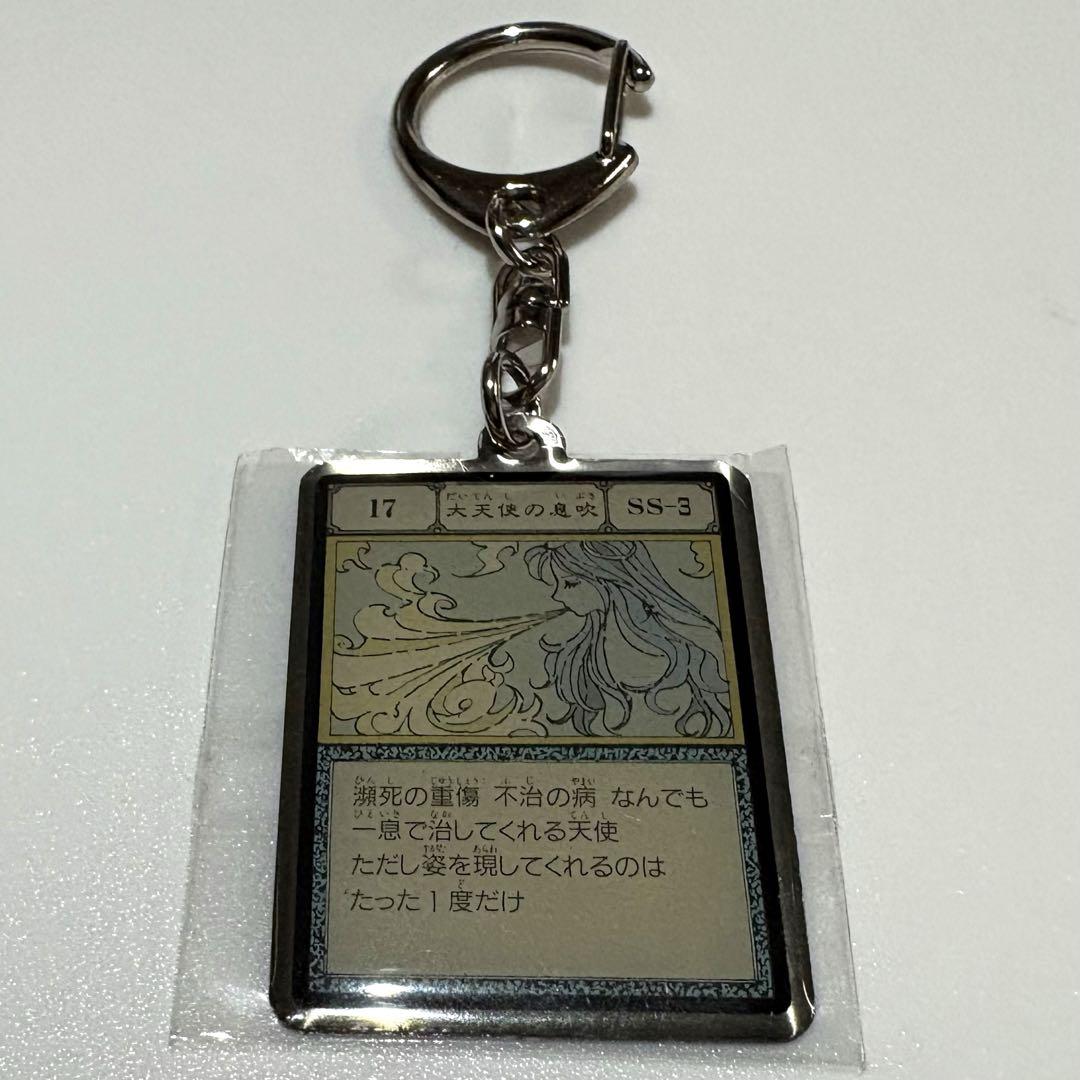 17 大天使の息吹 SS-3
瀕死の重傷 不治の病 なんでも
一息で治してくれる天使
ただし姿を現してくれるのは
たった1度だけ